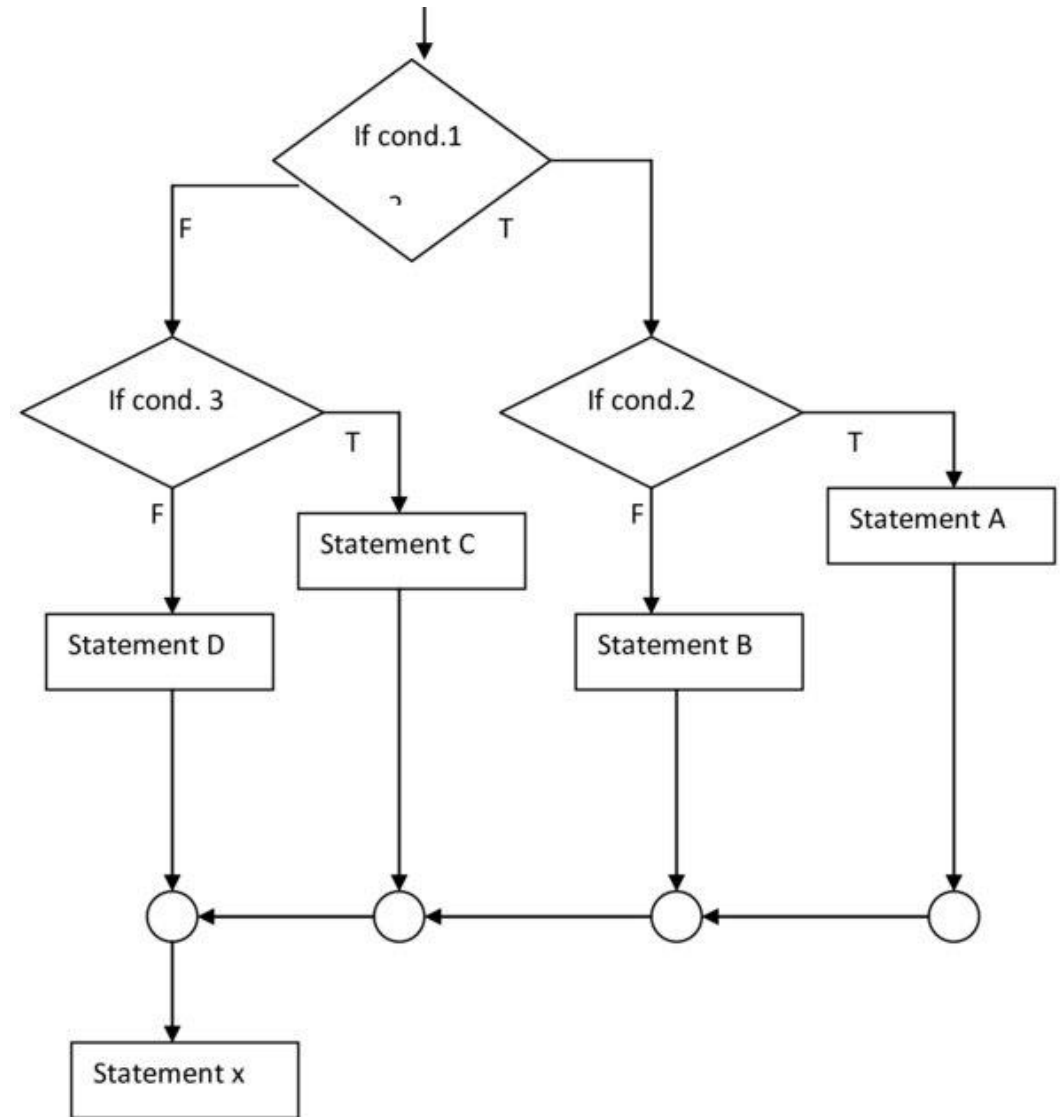 If cond.1
?
F
T
If cond. 3
If cond.2
T
T
F
F
Statement A
Statement C
Statement D
Statement B
Statement x